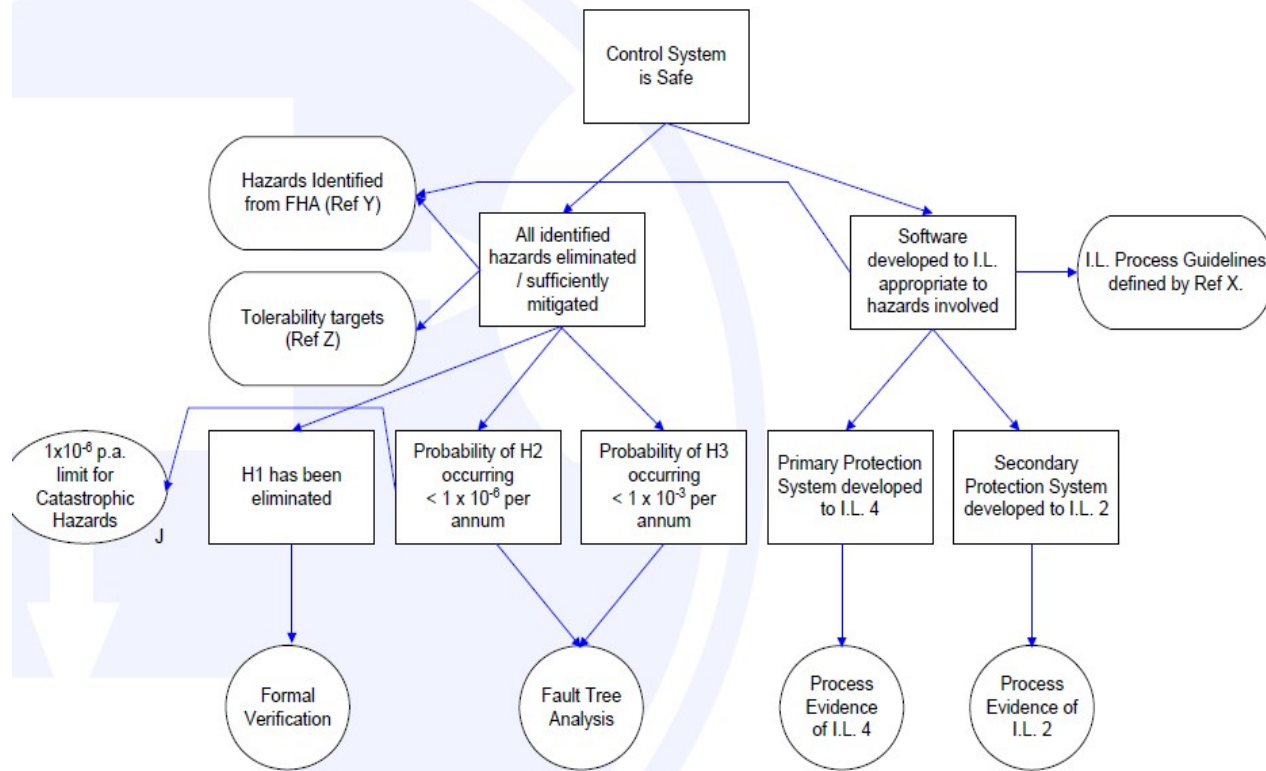 Control System
is Safe
Hazards Identified
from FHA (Ref Y)
All identified
hazards eliminated
/ sufficiently
mitigated
Software
developed to I.L.
appropriate to
hazards involved
I.L. Process Guidelines
defined by Ref X.
Tolerability targets
(Ref Z)
1x10⁻⁶ p.a.
limit for
Catastrophic
Hazards
J
H1 has been
eliminated
Probability of H2
occurring
< 1 x 10⁻⁶ per
annum
Probability of H3
occurring
< 1 x 10⁻³ per
annum
Primary Protection
System developed
to I.L. 4
Secondary
Protection System
developed to I.L. 2
Formal
Verification
Fault Tree
Analysis
Process
Evidence
of I.L. 4
Process
Evidence of
I.L. 2